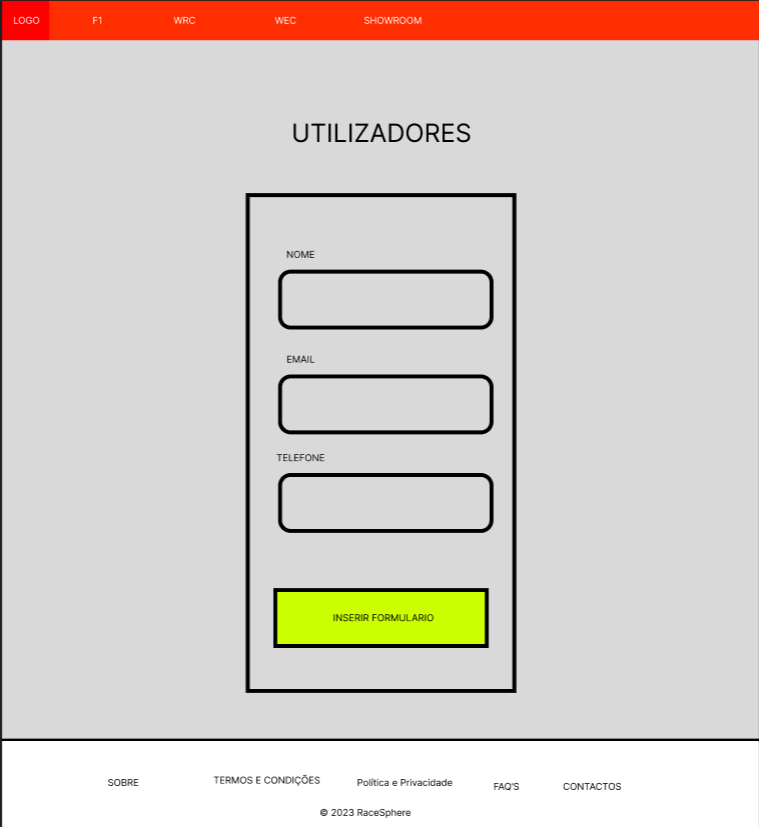 LOGO F1 WRC WEC SHOWROOM
UTILIZADORES
NOME
EMAIL
TELEFONE
INSERIR FORMULARIO
SOBRE TERMOS E CONDIÇÕES Política e Privacidade FAQ'S CONTACTOS
© 2023 RaceSphere